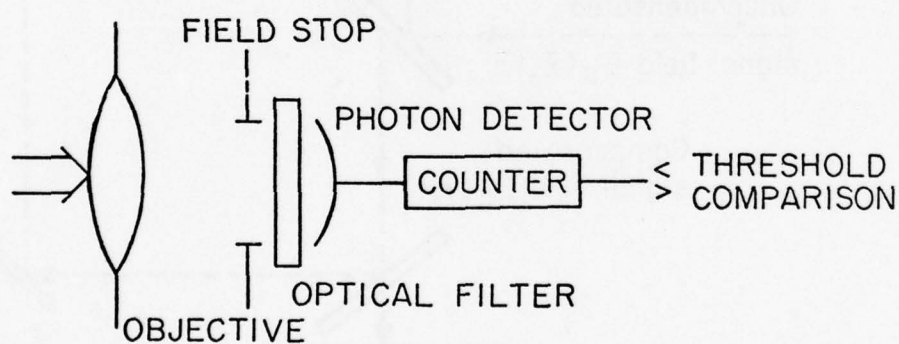 FIELD STOP
PHOTON DETECTOR
COUNTER
< THRESHOLD
> COMPARISON
OPTICAL FILTER
OBJECTIVE